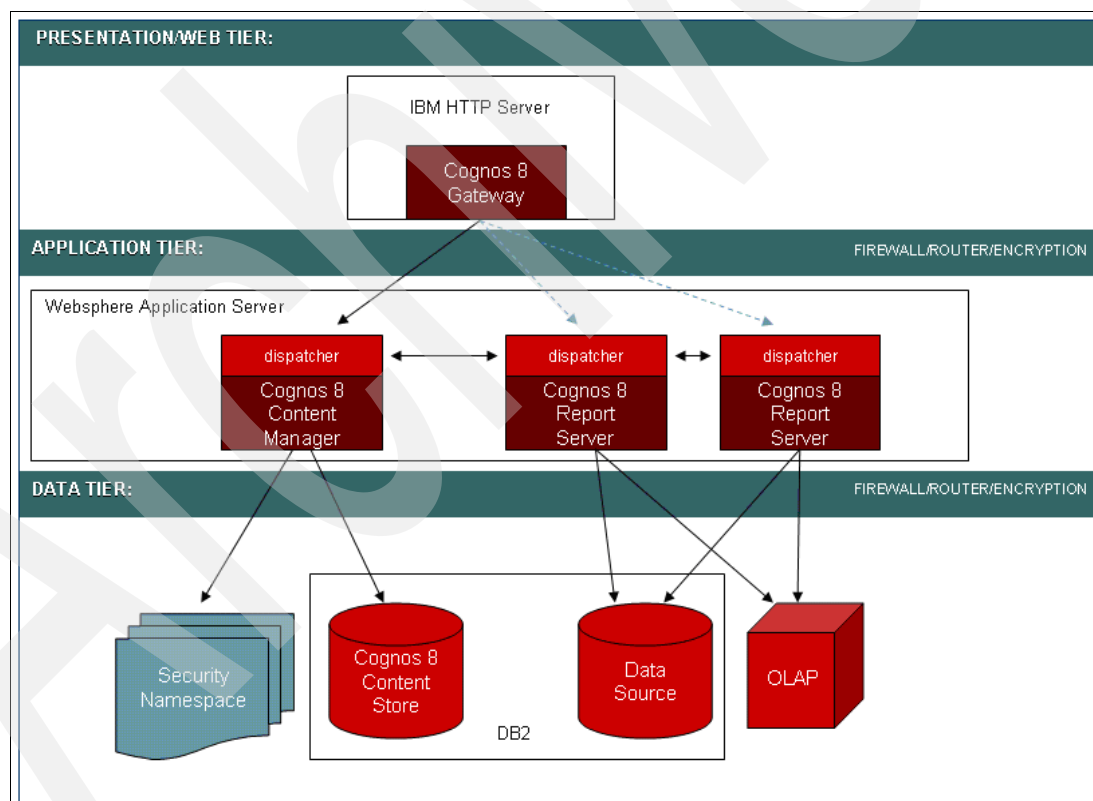 PRESENTATION/WEB TIER:
IBM HTTP Server
Cognos 8
Gateway
APPLICATION TIER:
FIREWALL/ROUTER/ENCRYPTION
Websphere Application Server
dispatcher
Cognos 8
Content
Manager
dispatcher
Cognos 8
Report
Server
dispatcher
Cognos 8
Report
Server
DATA TIER:
FIREWALL/ROUTER/ENCRYPTION
Security
Namespace
Cognos 8
Content
Store
Data
Source
OLAP
DB2